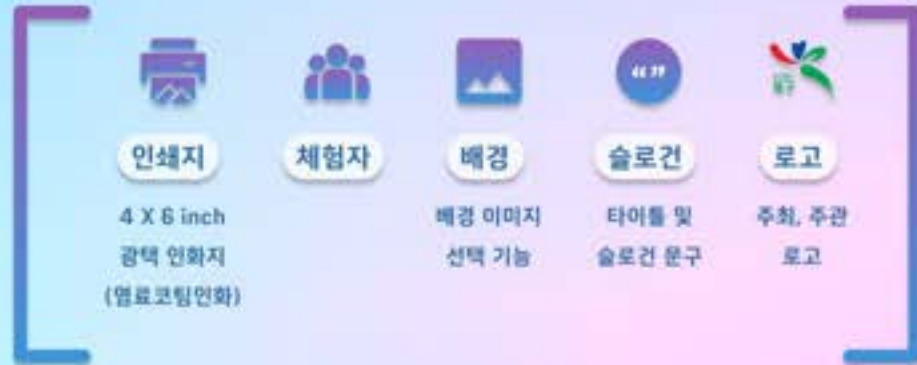 “ ”
인쇄지
체험자
배경
슬로건
로고
4 X 6 inch
광택 인화지
(염료코팅인화)
배경 이미지
선택 기능
타이틀 및
슬로건 문구
주최, 주관
로고